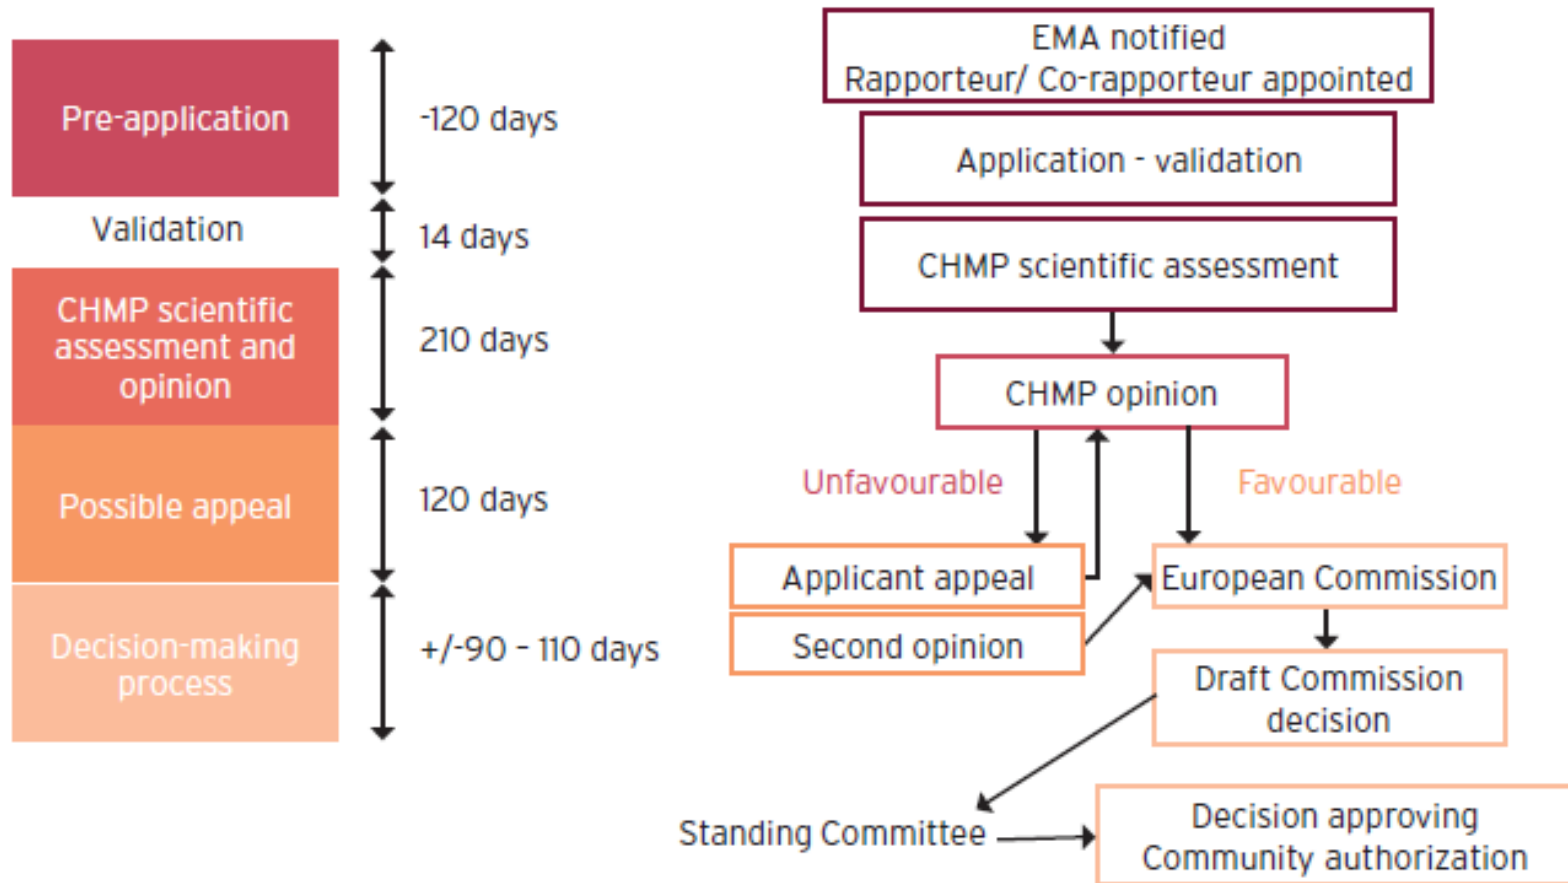 Pre-application
-120 days
Validation
14 days
CHMP scientific
assessment and
opinion
210 days
Possible appeal
120 days
Decision-making
process
+/-90 – 110 days
EMA notified
Rapporteur/ Co-rapporteur appointed
Application - validation
CHMP scientific assessment
CHMP opinion
Unfavourable
Favourable
Applicant appeal
European Commission
Second opinion
Draft Commission
decision
Standing Committee
Decision approving
Community authorization